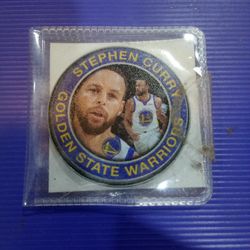 STEPHEN CURRY
GOLDEN STATE WARRIORS